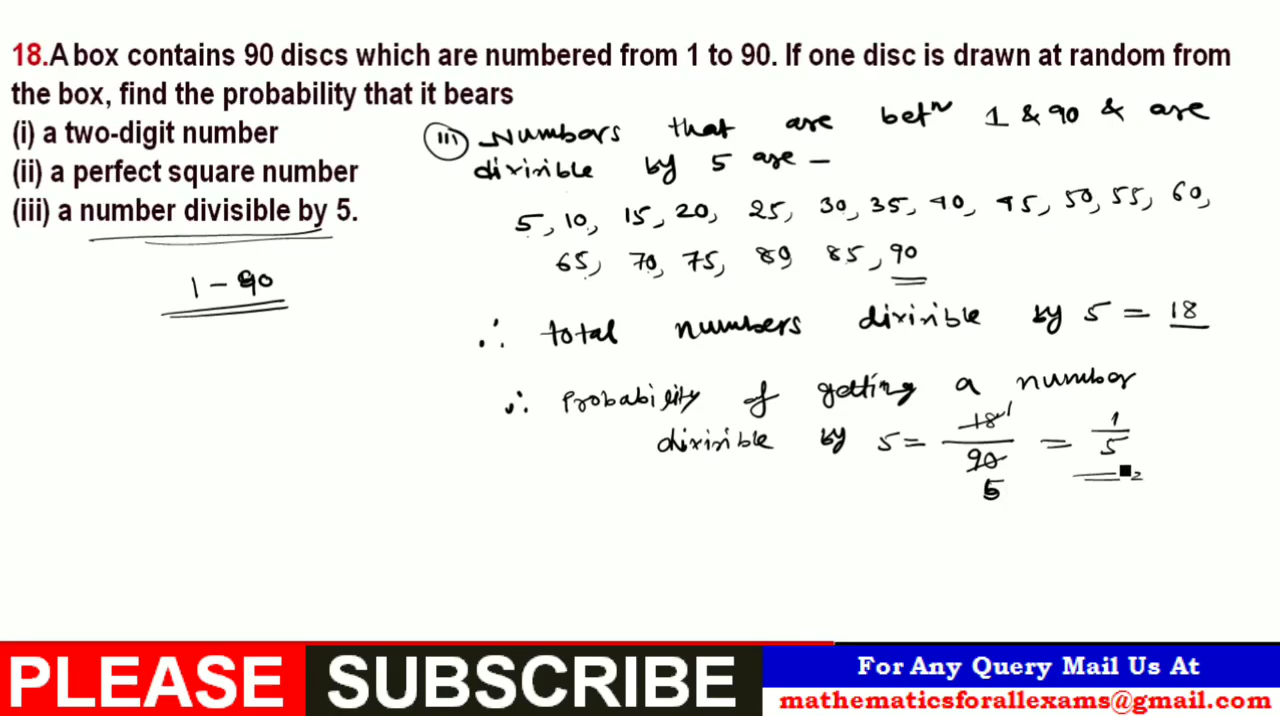 18.A box contains 90 discs which are numbered from 1 to 90. If one disc is drawn at random from
the box, find the probability that it bears
(i) a two-digit number
(ii) a perfect square number
(iii) a number divisible by 5.
1 - 90
(iii) Numbers that are betn 1 & 90 & are
divisible by 5 are -
5, 10, 15, 20, 25, 30, 35, 40, 45, 50, 55, 60,
65, 70, 75, 80, 85, 90
∴ total numbers divisible by 5 = 18
∴ Probability of getting a number
divisible by 5 = 18/90 = 1/5
1
5
PLEASE SUBSCRIBE
For Any Query Mail Us At
mathematicsforallexams@gmail.com